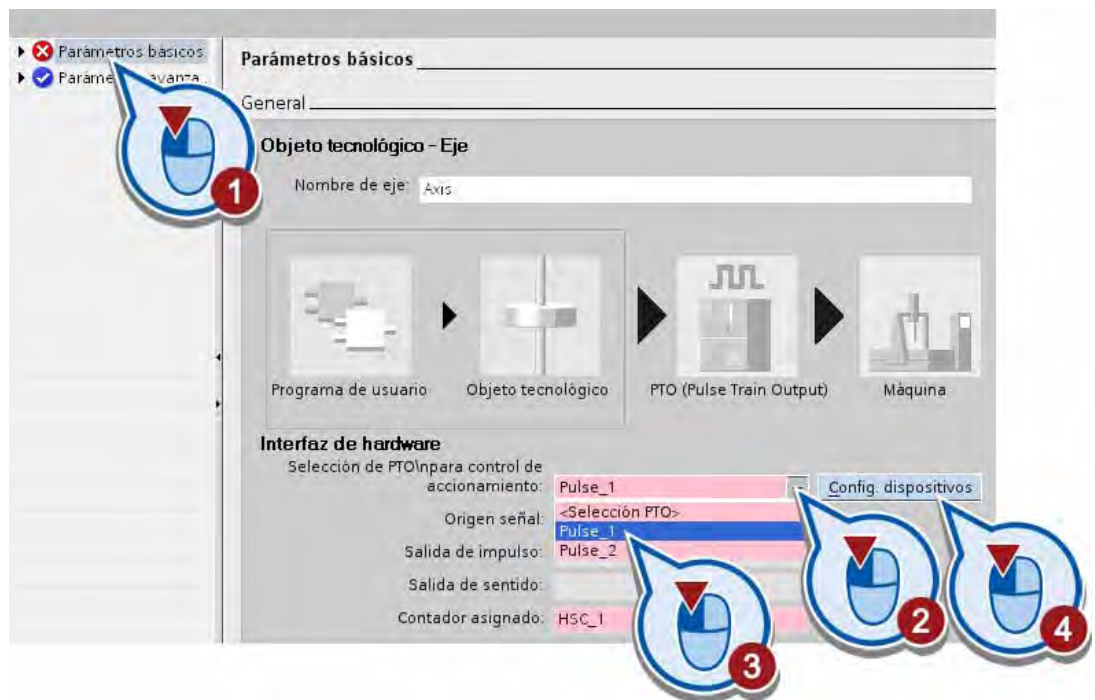 Parámetros básicos
Paráme avanza..
Parámetros básicos
General
Objeto tecnológico - Eje
Nombre de eje: Axis
Programa de usuario
Objeto tecnológico
PTO (Pulse Train Output)
Máquina
Interfaz de hardware
Selección de PTO\npara control de
accionamiento: Pulse_1
Config. dispositivos
Origen señal:
<Selección PTO>
Pulse_1
Salida de impulso: Pulse_2
Salida de sentido:
Contador asignado: HSC_1
1
2
3
4